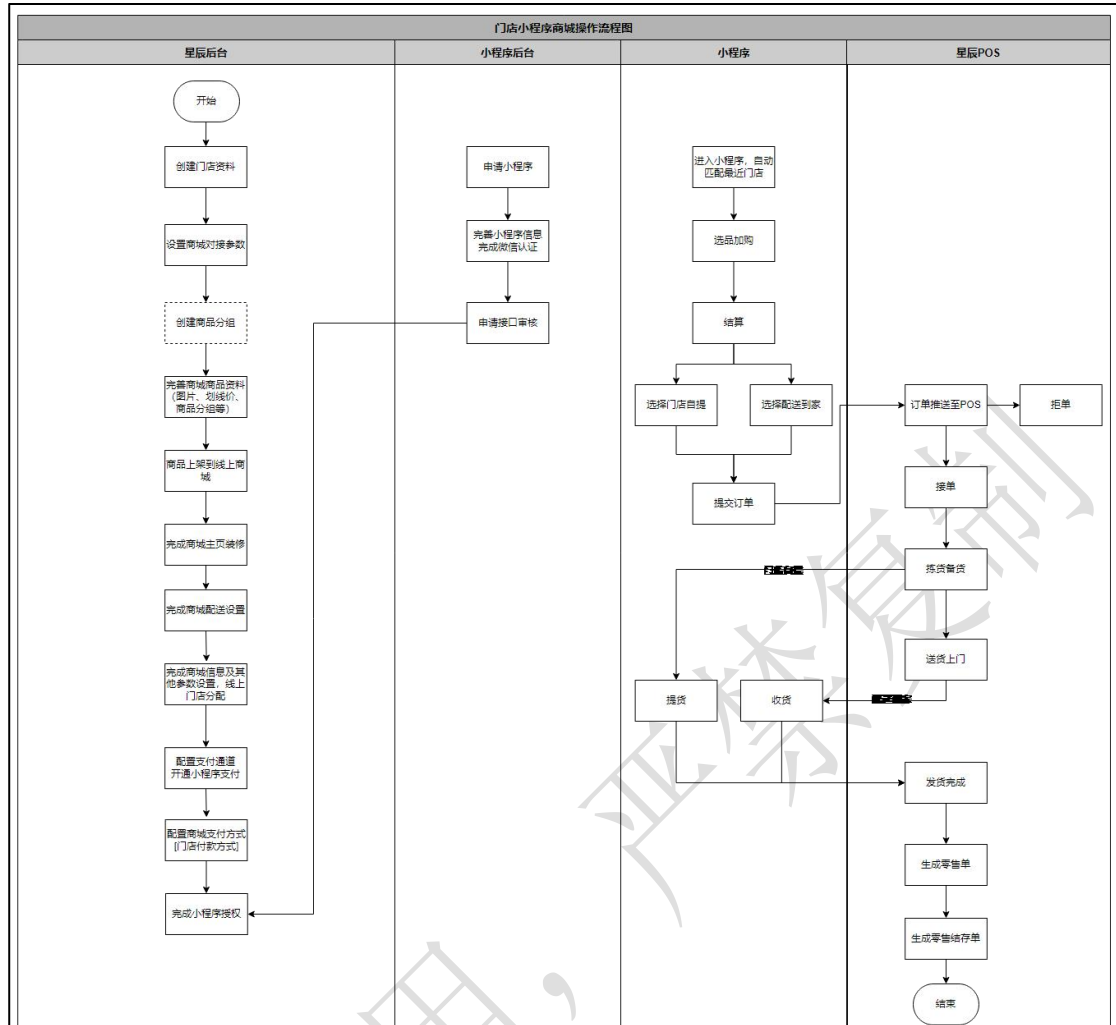 门店小程序商城操作流程图
星辰后台
小程序后台
小程序
星辰POS
开始
创建门店资料
设置商城对接参数
创建商品分组
完善商城商品资料
（图片、划线价、
商品分组等）
商品上架到线上商
城
完成商城主页装修
完成商城配送设置
完成商城信息及其
他参数设置，线上
门店分配
配置支付通道
开通小程序支付
配置商城支付方式
[门店付款方式]
完成小程序授权
申请小程序
完善小程序信息
完成微信认证
申请接口审核
进入小程序，自动
匹配最近门店
选品加购
结算
选择门店自提
选择配送到家
提交订单
提货
收货
订单推送至POS
拒单
接单
拣货备货
送货上门
发货完成
生成零售单
生成零售结存单
结束
用，严禁复制